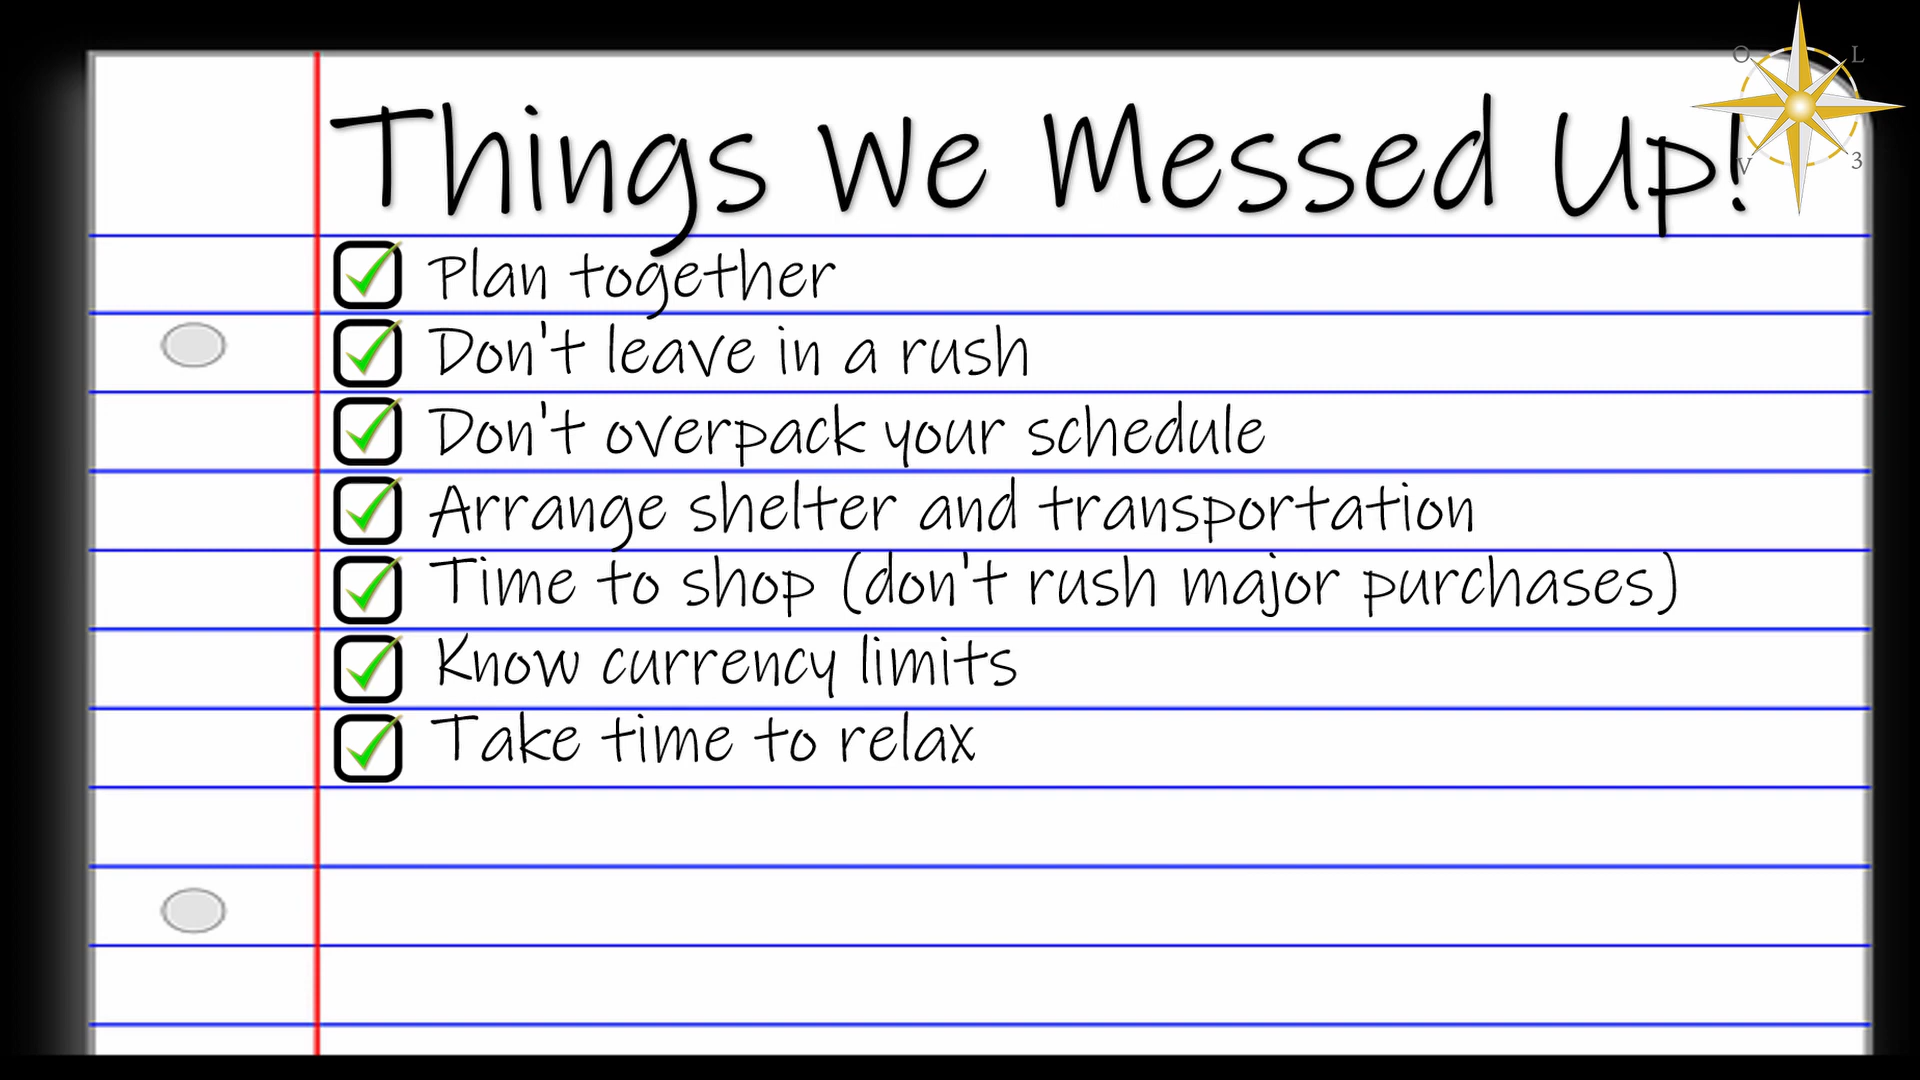 Things We Messed Up!
O L
V 3
Plan together
Don't leave in a rush
Don't overpack your schedule
Arrange shelter and transportation
Time to shop (don't rush major purchases)
Know currency limits
Take time to relax